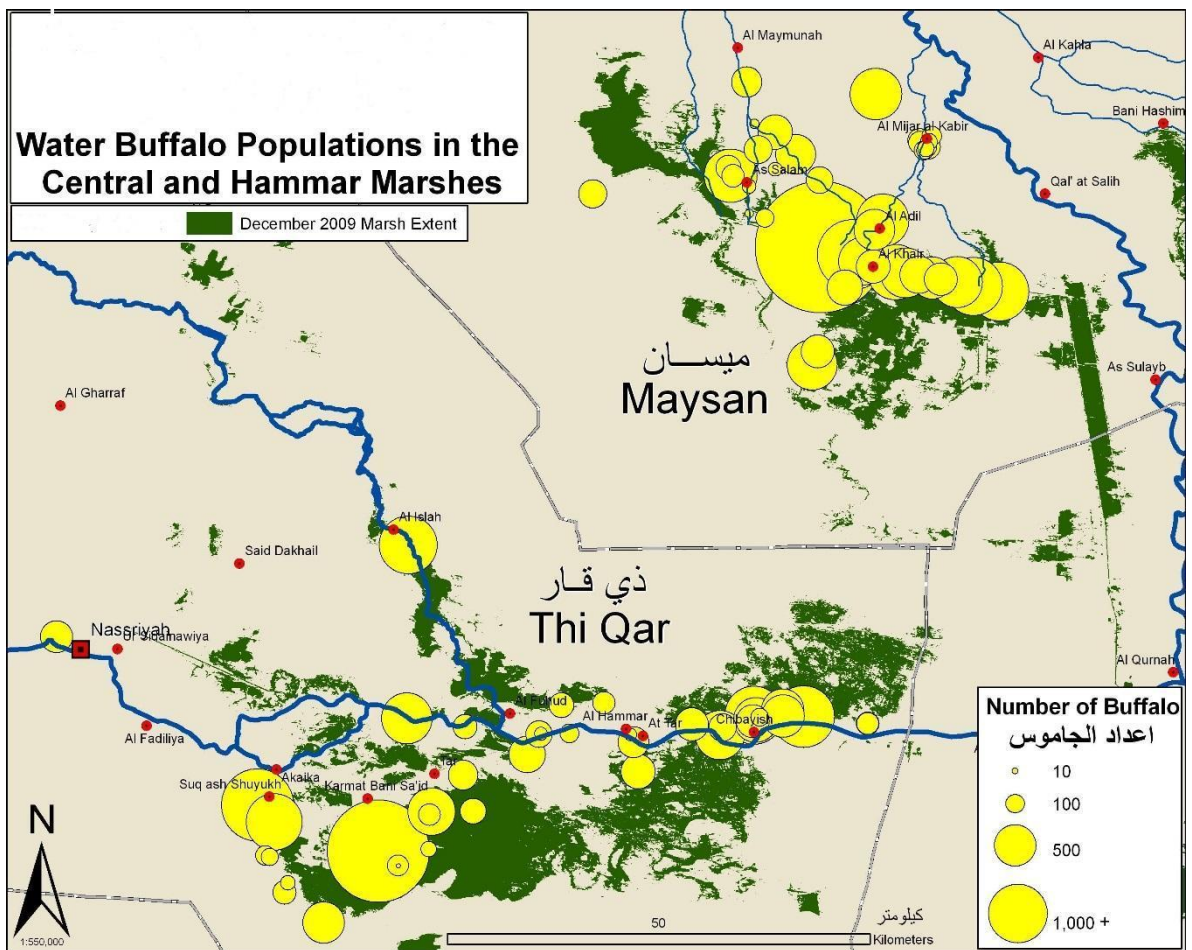 Water Buffalo Populations in the
Central and Hammar Marshes
December 2009 Marsh Extent
Al Maymunah
Al Kahla
Bani Hashim
Al Mijar al Kabir
As Salam
Qal' at Salih
Al Adil
Al Khair
ميســـان
Maysan
As Sulayb
Al Gharraf
Al Islah
Said Dakhail
ذي قــار
Thi Qar
Nassriyah
Al Qurnah
Al Fuhud
Al Fadiliya
Al Hammar
At Tar
Chibayish
Akaika
Tar
Suq ash Shuyukh
Karmat Bani Sa'id
Number of Buffalo
اعداد الجاموس
10
100
500
1,000 +
N
1:550,000
50
كيلومتر
Kilometers